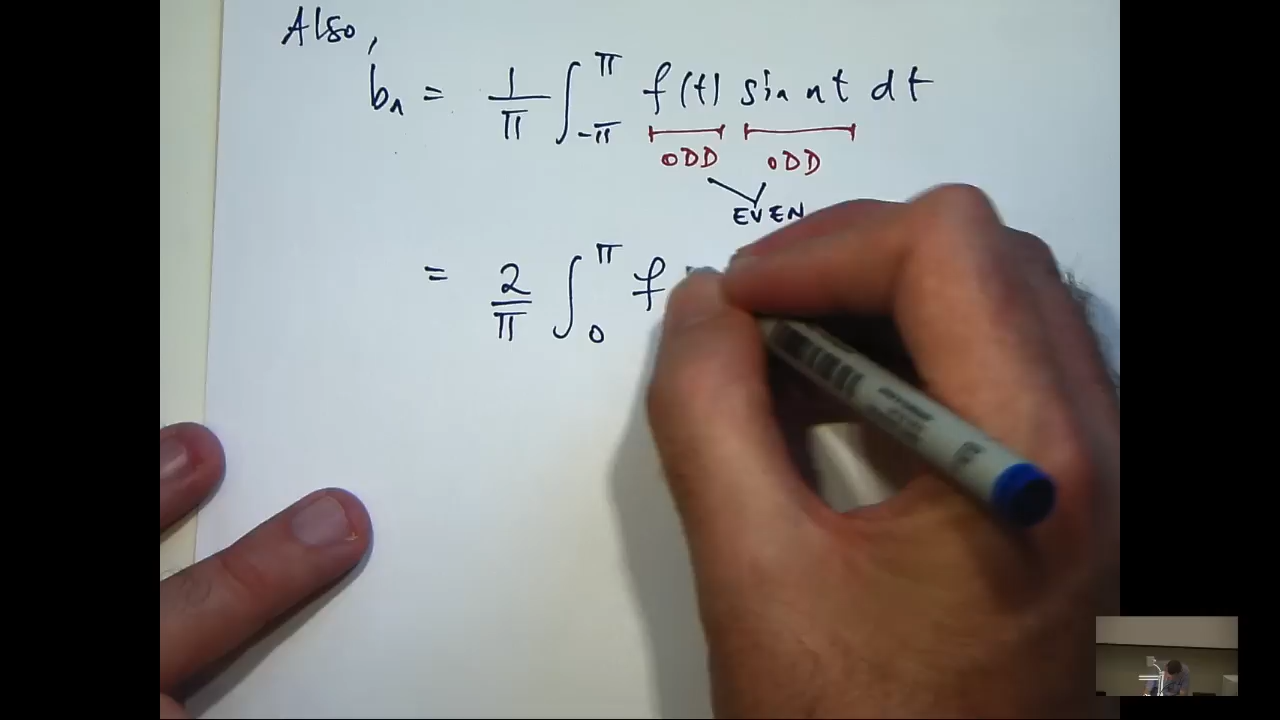 Also,
bn = 1/π ∫_{-π}^{π} f(t) sin nt dt
ODD ODD
EVEN
= 2/π ∫_0^π f